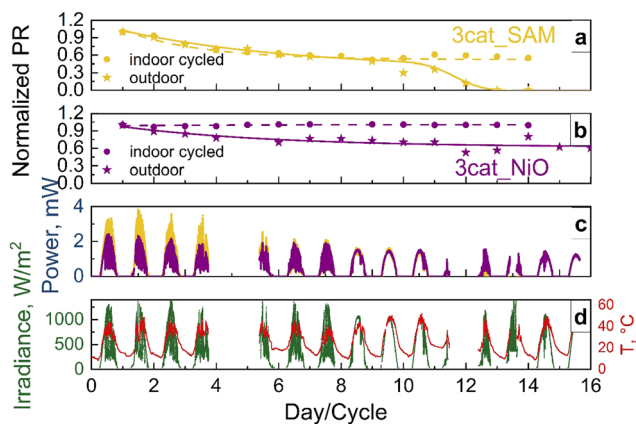 Normalized PR
1.2
0.9
0.6
0.3
0.0
3cat_SAM
a
indoor cycled
outdoor
1.2
0.9
0.6
0.3
0.0
b
indoor cycled
outdoor
3cat_NiO
Power, mW
4
2
0
c
Irradiance, W/m²
1000
500
0
d
60
40
20
0
T, °C
0 2 4 6 8 10 12 14 16
Day/Cycle